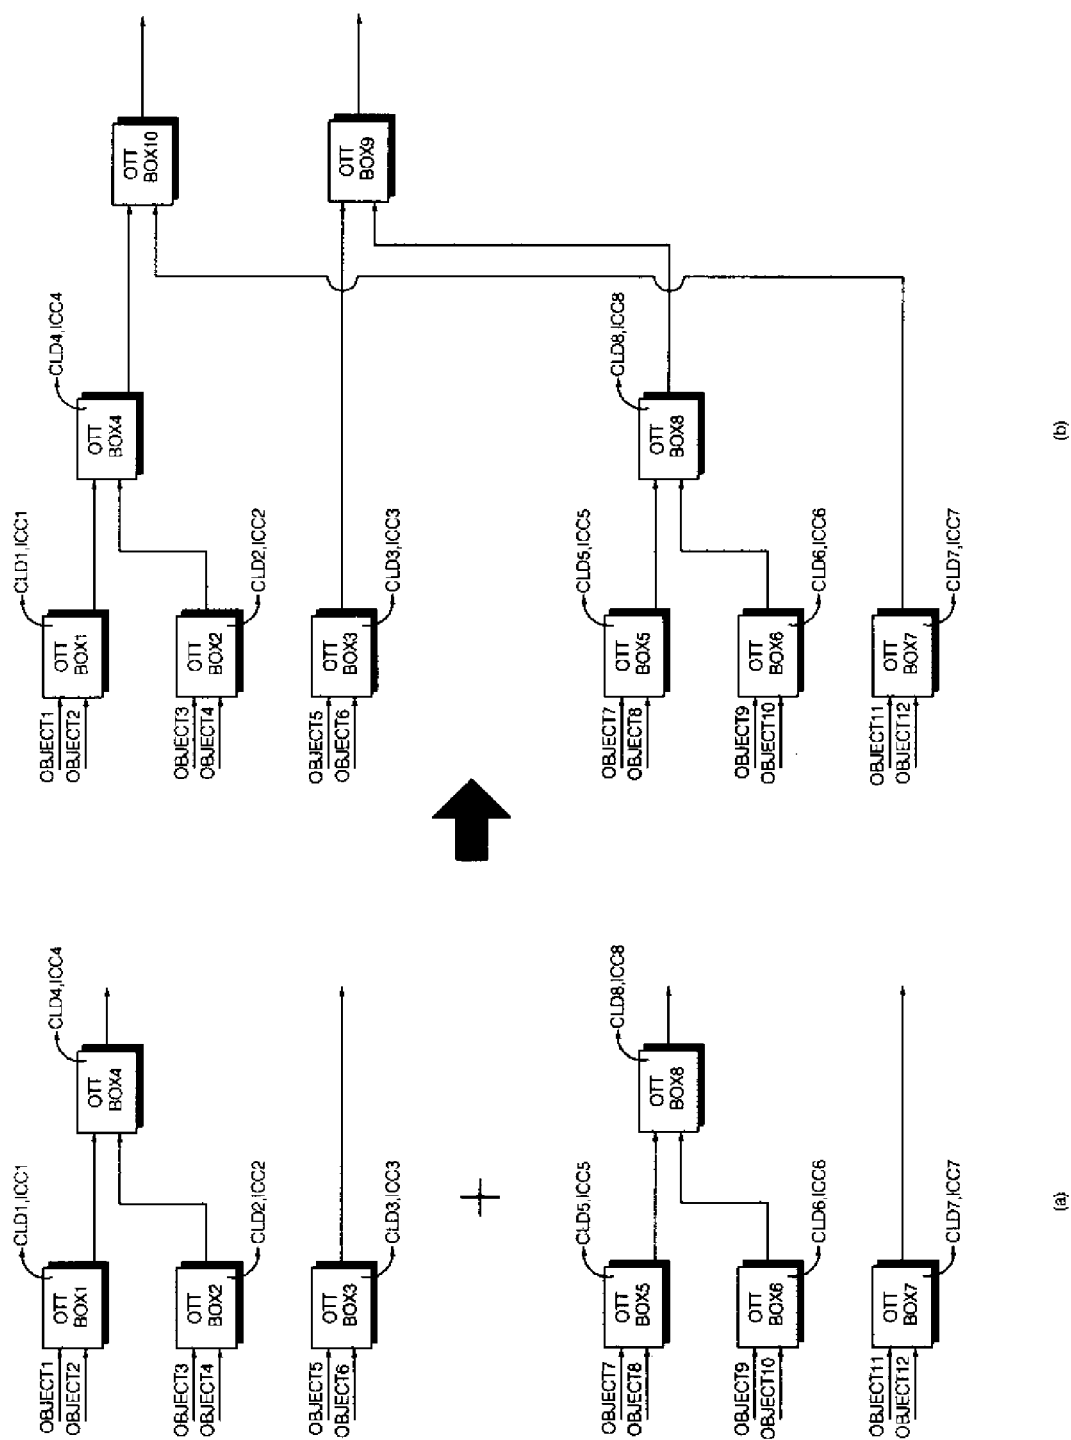 OBJECT1
OBJECT2
OTT
BOX1
CLD1,ICC1
OBJECT3
OBJECT4
OTT
BOX2
CLD2,ICC2
OTT
BOX4
CLD4,ICC4
OBJECT5
OBJECT6
OTT
BOX3
CLD3,ICC3
+
OBJECT7
OBJECT8
OTT
BOX5
CLD5,ICC5
OBJECT9
OBJECT10
OTT
BOX6
CLD6,ICC6
OTT
BOX8
CLD8,ICC8
OBJECT11
OBJECT12
OTT
BOX7
CLD7,ICC7
(a)
OBJECT1
OBJECT2
OTT
BOX1
CLD1,ICC1
OBJECT3
OBJECT4
OTT
BOX2
CLD2,ICC2
OTT
BOX4
CLD4,ICC4
OTT
BOX10
OBJECT5
OBJECT6
OTT
BOX3
CLD3,ICC3
OTT
BOX9
OBJECT7
OBJECT8
OTT
BOX5
CLD5,ICC5
OBJECT9
OBJECT10
OTT
BOX6
CLD6,ICC6
OTT
BOX8
CLD8,ICC8
OBJECT11
OBJECT12
OTT
BOX7
CLD7,ICC7
(b)